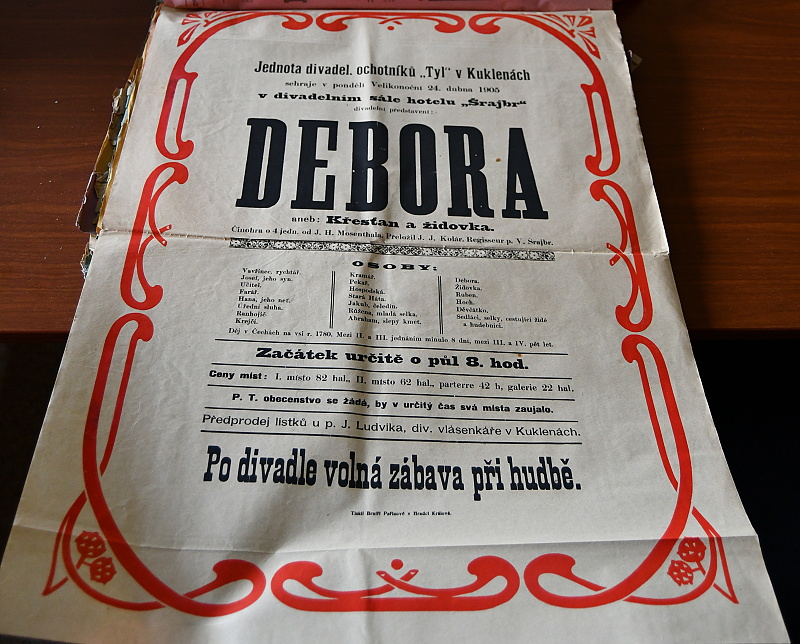 Jednota divadel. ochotníků „Tyl" v Kuklenách
sehraje v pondělí Velikonoční 24. dubna 1905
v divadelním sále hotelu „Šrajbr"
divadelní představení:
DEBORA
aneb: Křesťan a židovka.
Činohra o 4 jedn. od J. H. Mosenthala. Přeložil J. J. Kolár. Regisseur p. V. Šrajbr.
OSOBY:
Vavřinec, rychtář.
Josef, jeho syn.
Učitel.
Farář.
Hana, jeho neť.
Úřední sluha.
Ranhojič.
Krejčí.
Kramář.
Pekař.
Hospodská.
Stará Háta.
Jakub, čeledín.
Růžena, mladá selka.
Abraham, slepý kmet.
Debora.
Židovka.
Ruben.
Hoch.
Děvčátko.
Sedláci, selky, cestující židé
a hudebníci.
Děj v Čechách na vsi r. 1780. Mezi II. a III. jednáním minulo 8 dní, mezi III. a IV. pět let.
Začátek určitě o půl 8. hod.
Ceny míst: I. místo 82 hal., II. místo 62 hal., parterre 42 h, galerie 22 hal.
P. T. obecenstvo se žádá, by v určitý čas svá místa zaujalo.
Předprodej lístků u p. J. Ludvíka, div. vlásenkáře v Kuklenách.
Po divadle volná zábava při hudbě.
Tiskli Bratří Peřinové v Hradci Králové.